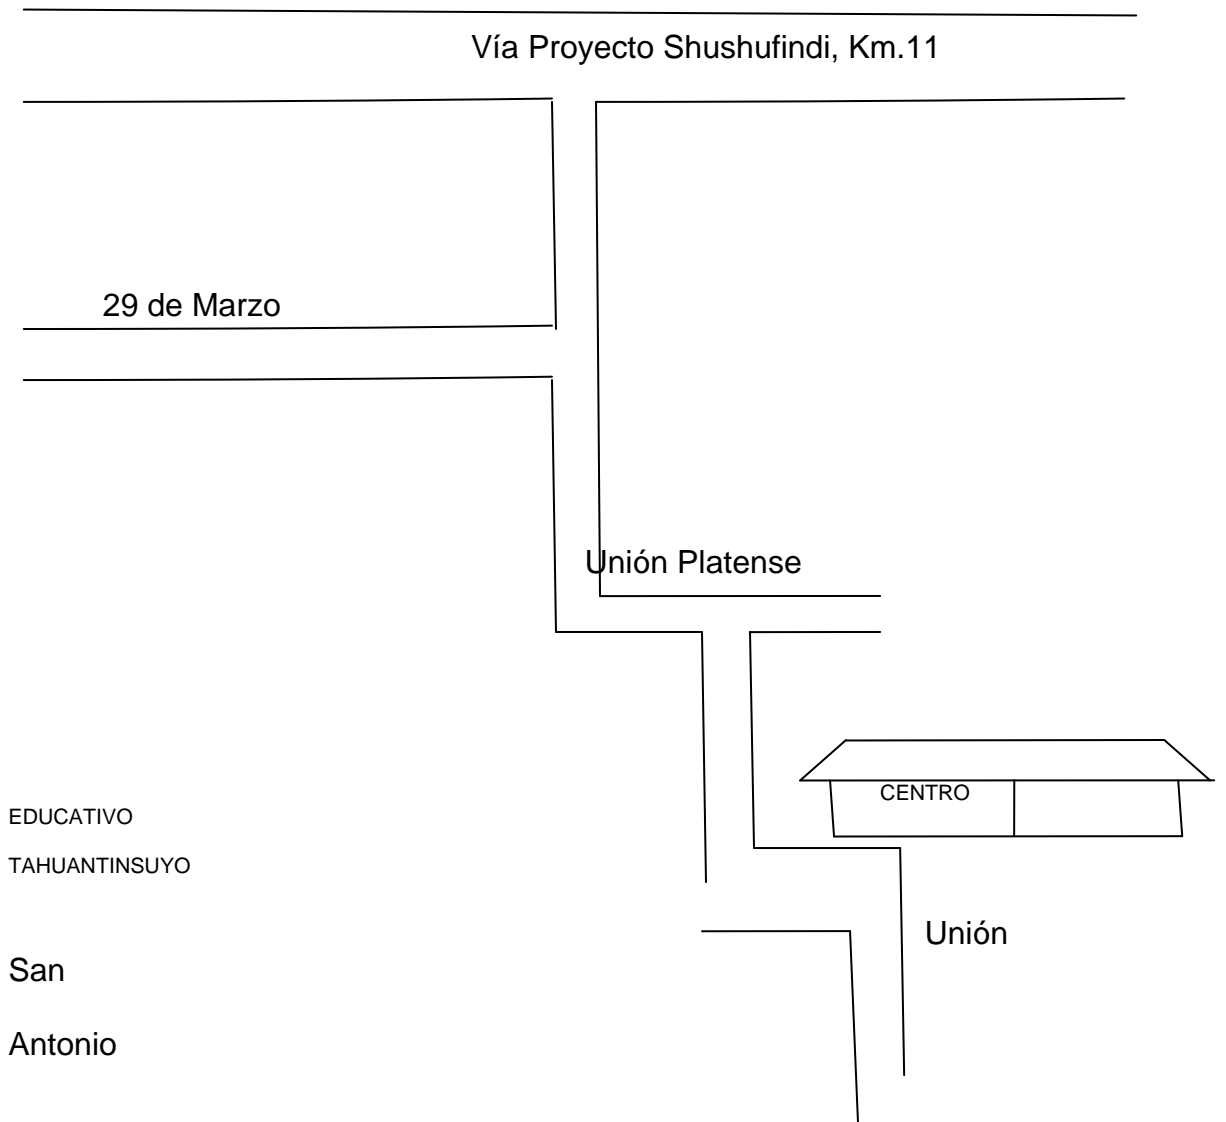 Vía Proyecto Shushufindi, Km.11
29 de Marzo
Unión Platense
CENTRO
EDUCATIVO
TAHUANTINSUYO
Unión
San
Antonio